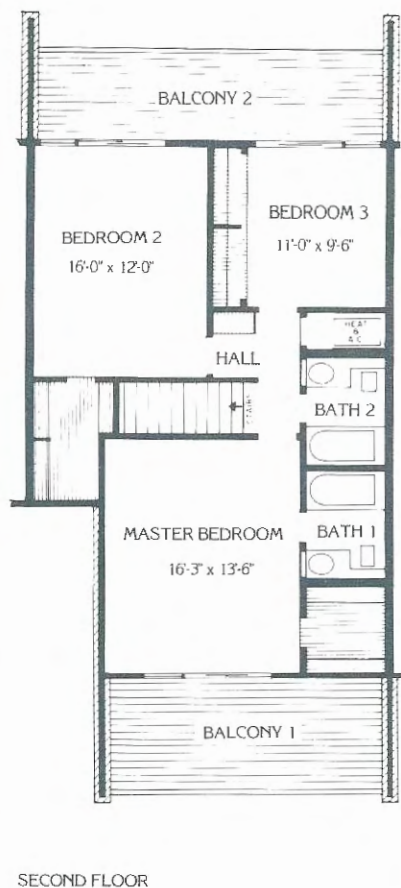 BALCONY 2
BEDROOM 3
11'-0" x 9'-6"
BEDROOM 2
16'-0" x 12'-0"
HEAT
&
A/C
HALL
STAIRS
BATH 2
MASTER BEDROOM
16'-3" x 13'-6"
BATH 1
BALCONY 1
SECOND FLOOR